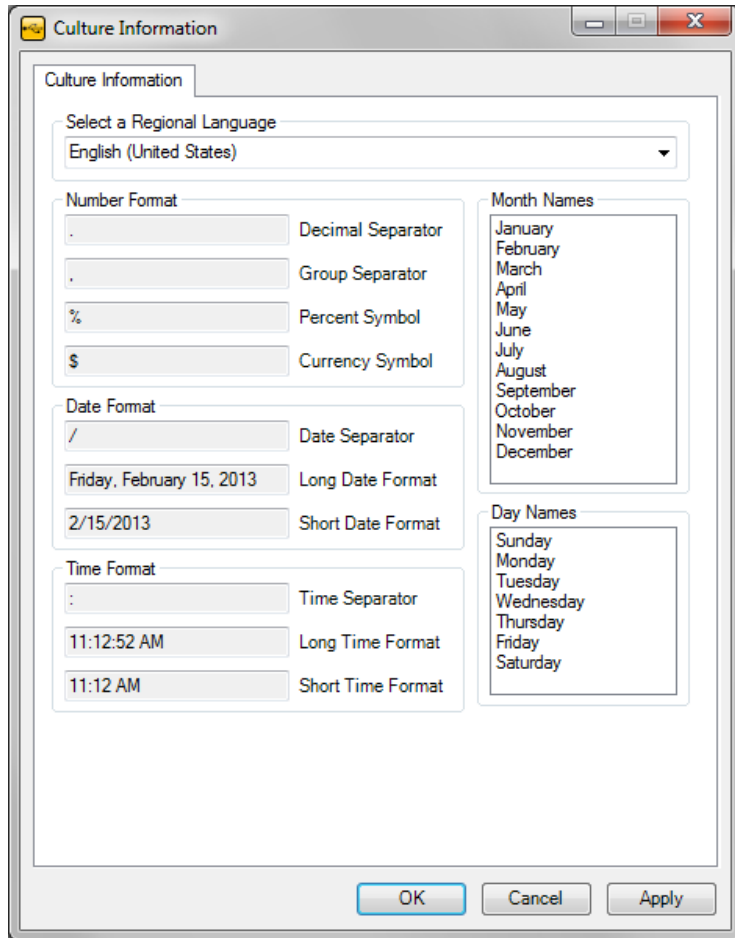 Culture Information
Culture Information
Select a Regional Language
English (United States)
Number Format
. Decimal Separator
, Group Separator
% Percent Symbol
$ Currency Symbol
Date Format
/ Date Separator
Friday, February 15, 2013 Long Date Format
2/15/2013 Short Date Format
Time Format
: Time Separator
11:12:52 AM Long Time Format
11:12 AM Short Time Format
Month Names
January
February
March
April
May
June
July
August
September
October
November
December
Day Names
Sunday
Monday
Tuesday
Wednesday
Thursday
Friday
Saturday
OK Cancel Apply